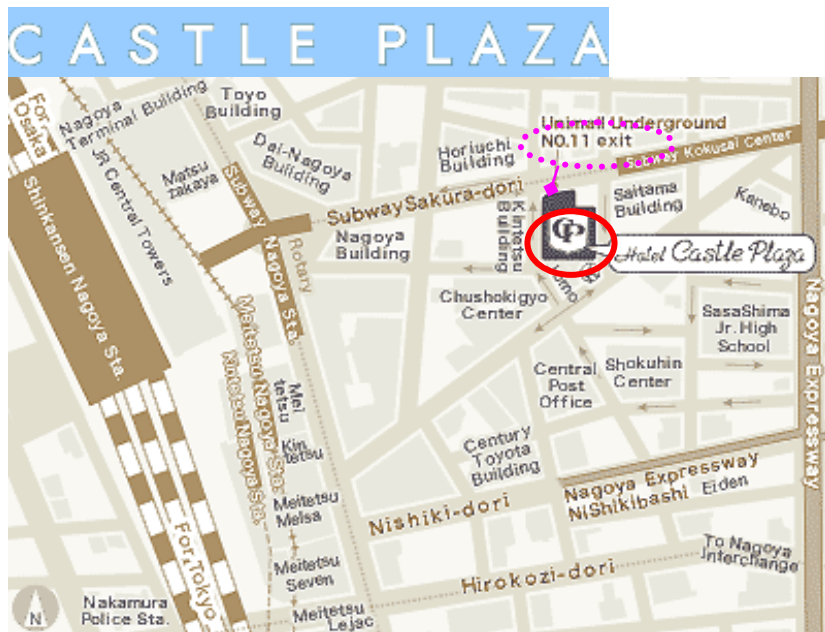 CASTLE PLAZA
For
Osaka
Nagoya
Terminal Building
Toyo
Building
Dai-Nagoya
Building
Horiuchi
Building
Unimall Underground
NO.11 exit
Subway Kokusai Center
Matsu
zakaya
JR Central Towers
Shinkansen Nagoya Sta.
Subway
Nagoya Sta.
Rotary
Subway Sakura-dori
Nagoya
Building
Kintetsu
Building
Saitama
Building
Kanebo
CP
Hotel Castle Plaza
Chushokigyo
Center
SasaShima
Jr. High
School
Nagoya Expressway
Central
Post
Office
Shokuhin
Center
Meitetsu Nagoya Sta.
Mei
tetsu
Kin
tetsu
Century
Toyota
Building
Meitetsu
Melsa
Nishiki-dori
Nagoya Expressway
NiShikibashi
Eiden
For Tokyo
Meitetsu
Seven
Hirokozi-dori
To Nagoya
Interchange
N
Nakamura
Police Sta.
Meitetsu
Lejac